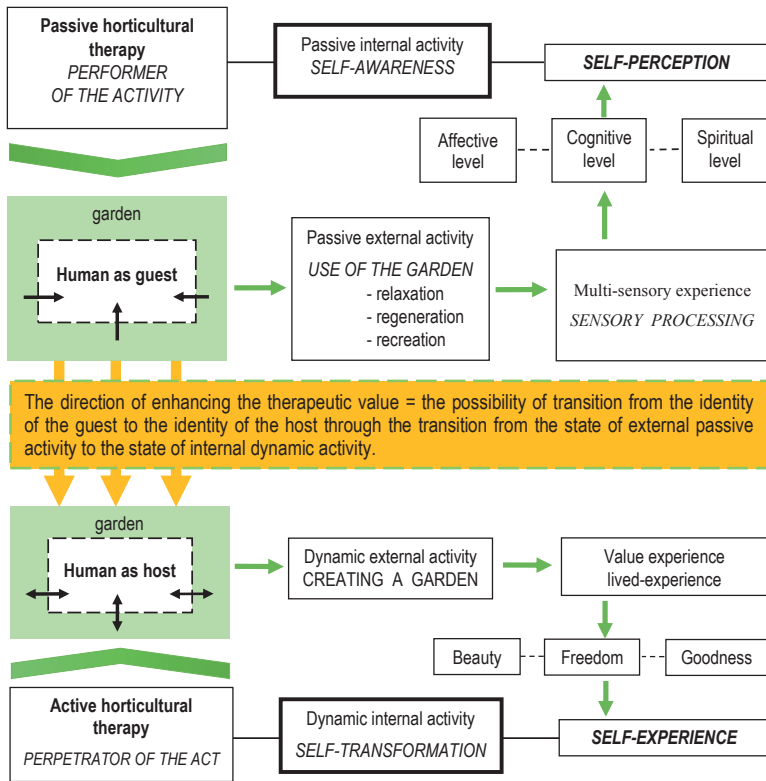 Passive horticultural
therapy
PERFORMER
OF THE ACTIVITY
Passive internal activity
SELF-AWARENESS
SELF-PERCEPTION
Affective
level
Cognitive
level
Spiritual
level
garden
Human as guest
Passive external activity
USE OF THE GARDEN
- relaxation
- regeneration
- recreation
Multi-sensory experience
SENSORY PROCESSING
The direction of enhancing the therapeutic value = the possibility of transition from the identity
of the guest to the identity of the host through the transition from the state of external passive
activity to the state of internal dynamic activity.
garden
Human as host
Dynamic external activity
CREATING A GARDEN
Value experience
lived-experience
Beauty
Freedom
Goodness
Active horticultural
therapy
PERPETRATOR OF THE ACT
Dynamic internal activity
SELF-TRANSFORMATION
SELF-EXPERIENCE